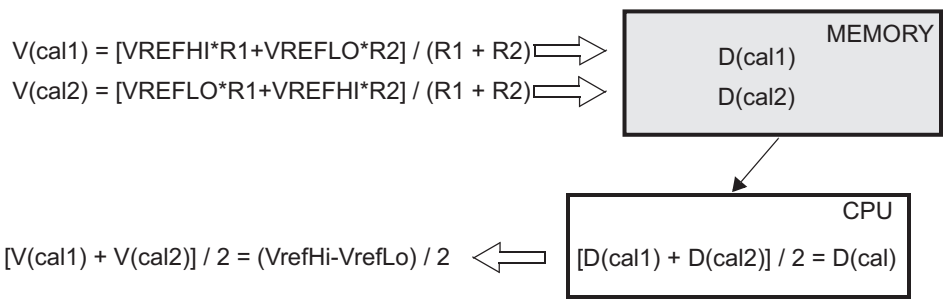 V(cal1) = [VREFHI*R1+VREFLO*R2] / (R1 + R2)
V(cal2) = [VREFLO*R1+VREFHI*R2] / (R1 + R2)
MEMORY
D(cal1)
D(cal2)
CPU
[V(cal1) + V(cal2)] / 2 = (VrefHi-VrefLo) / 2
[D(cal1) + D(cal2)] / 2 = D(cal)